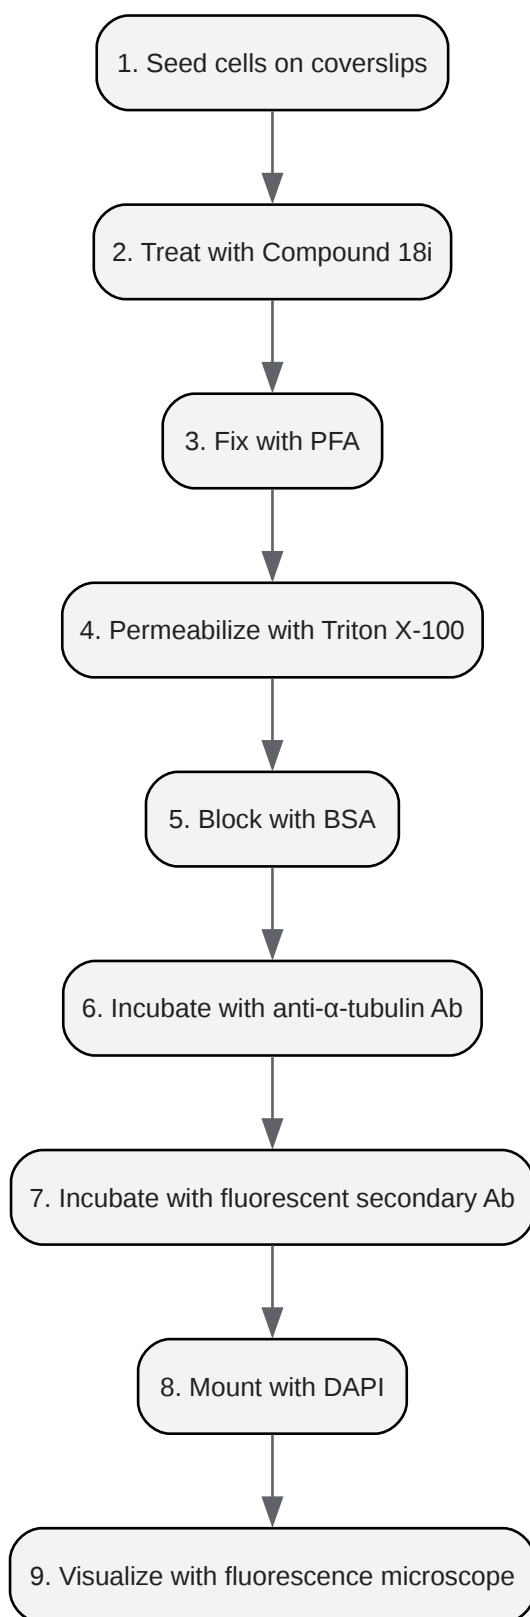 1. Seed cells on coverslips
2. Treat with Compound 18i
3. Fix with PFA
4. Permeabilize with Triton X-100
5. Block with BSA
6. Incubate with anti-α-tubulin Ab
7. Incubate with fluorescent secondary Ab
8. Mount with DAPI
9. Visualize with fluorescence microscope